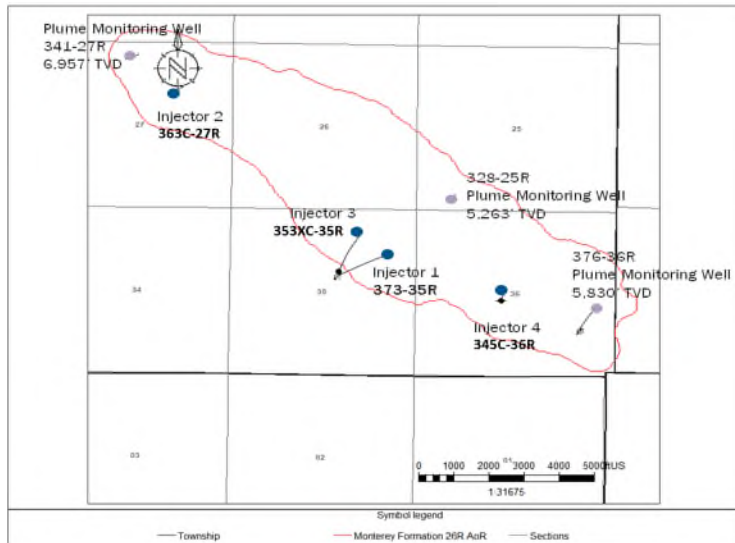 Plume Monitoring Well
341-27R
6,957' TVD
Injector 2
363C-27R
27
26
25
328-25R
Plume Monitoring Well
5,263' TVD
Injector 3
353XC-35R
Injector 1
373-35R
376-36R
Plume Monitoring Well
5,830' TVD
34
36
Injector 4
345C-36R
03
02
0 1000 2000 3000 4000 5000ftUS
1:31675
Symbol legend
Township
Monterey Formation 26R AoR
Sections